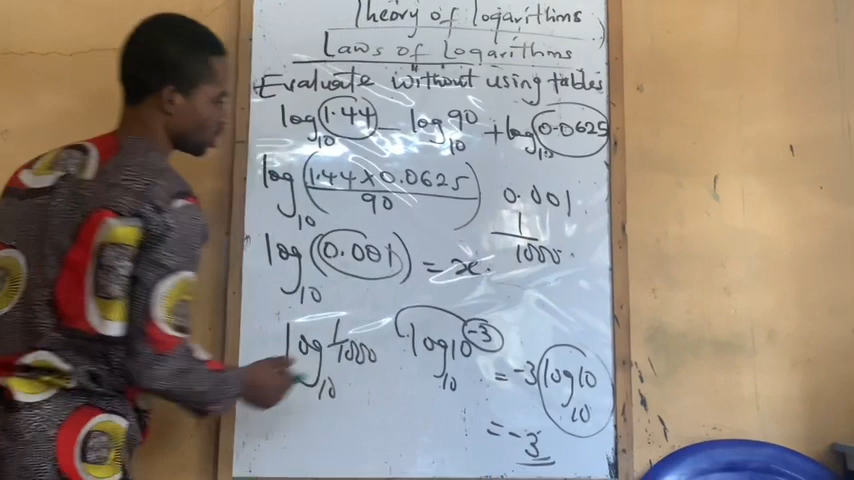 Theory of Logarithms
Laws of Logarithms
Evaluate without using tables
log₁₀ 1.44 - log₁₀ 90 + log₁₀ 0.0625
log₁₀ (1.44 × 0.0625 / 90)
0.001
1/1000
log₁₀ (0.001) = x.
log₁₀ 1/1000
log₁₀ 10⁻³
= -3 log₁₀ 10
= -3